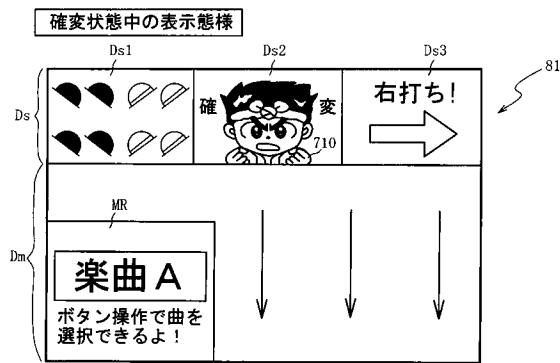 確変状態中の表示態様
Ds1
Ds2
Ds3
81
Ds
確
変
右打ち!
710
Dm
MR
楽曲A
ボタン操作で曲を
選択できるよ!